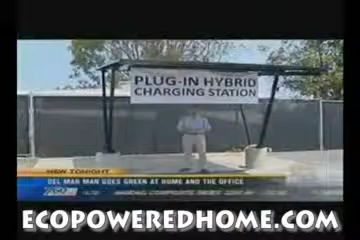 PLUG-IN HYBRID
CHARGING STATION
NEW TONIGHT
DEL MAR MAN GOES GREEN AT HOME AND THE OFFICE
ECOPOWEREDHOME.COM